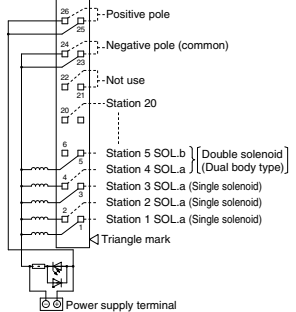 26 Positive pole
25
24 Negative pole (common)
23
22 Not use
21
20 Station 20
6 Station 5 SOL.b
5 Station 4 SOL.a
Double solenoid
(Dual body type)
4 Station 3 SOL.a (Single solenoid)
3 Station 2 SOL.a (Single solenoid)
2 Station 1 SOL.a (Single solenoid)
1
Triangle mark
Power supply terminal